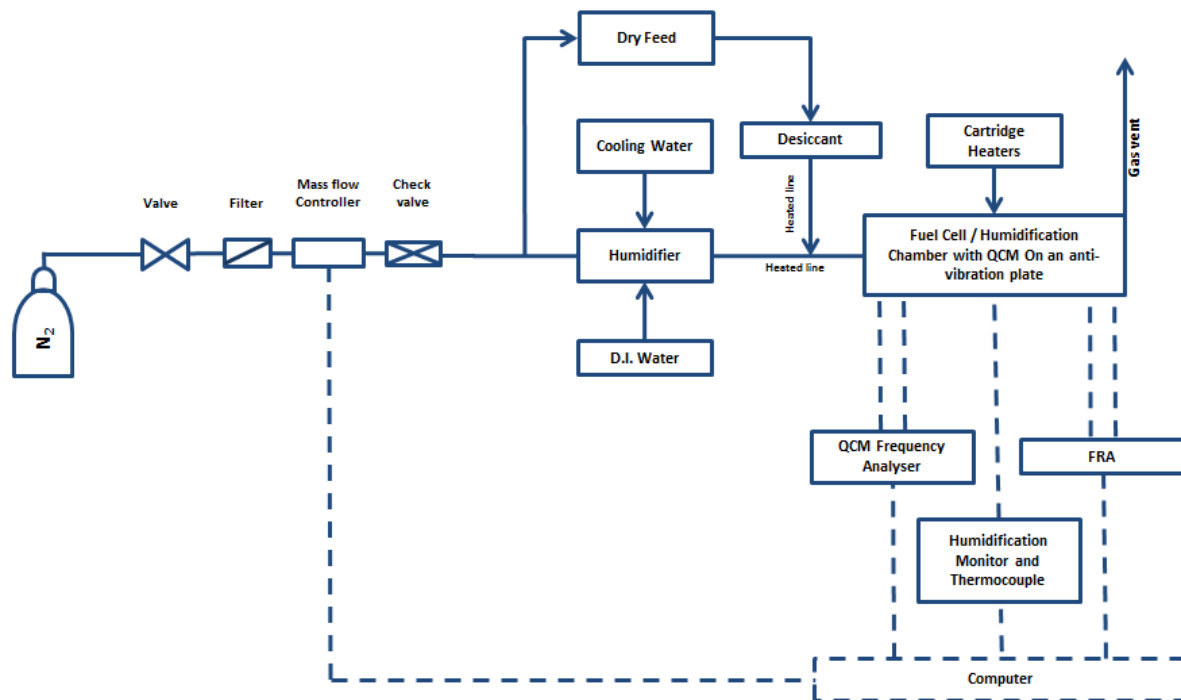 Dry Feed
Cooling Water
Desiccant
Cartridge
Heaters
Gas vent
Valve
Filter
Mass flow
Controller
Check
valve
Heated line
Humidifier
Heated line
Fuel Cell / Humidification
Chamber with QCM On an anti-
vibration plate
N₂
D.I. Water
QCM Frequency
Analyser
FRA
Humidification
Monitor and
Thermocouple
Computer